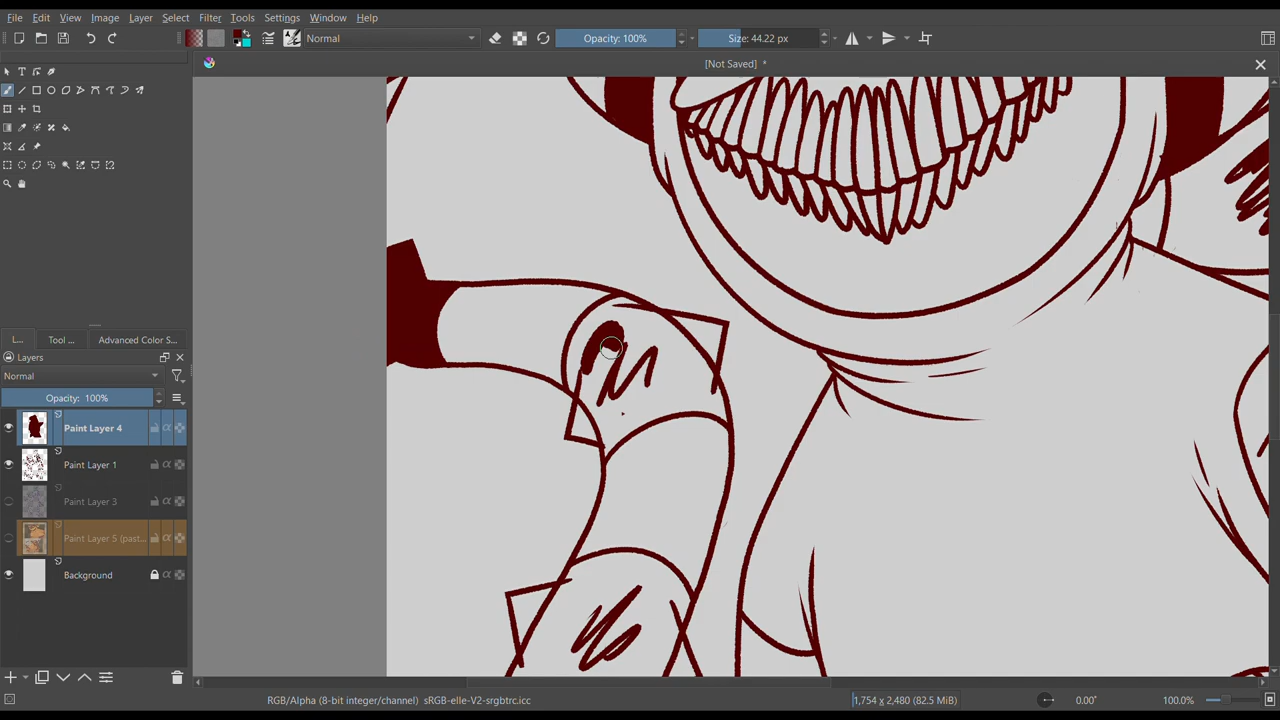 File Edit View Image Layer Select Filter Tools Settings Window Help
Normal Opacity: 100% Size: 44.22 px
[Not Saved] *
L... Tool ... Advanced Color S...
Layers
Normal
Opacity: 100%
Paint Layer 4
Paint Layer 1
Paint Layer 3
Paint Layer 5 (past...
Background
RGB/Alpha (8-bit integer/channel) sRGB-elle-V2-srgbtrc.icc 1,754 x 2,480 (82.5 MiB) 0.00° 100.0%